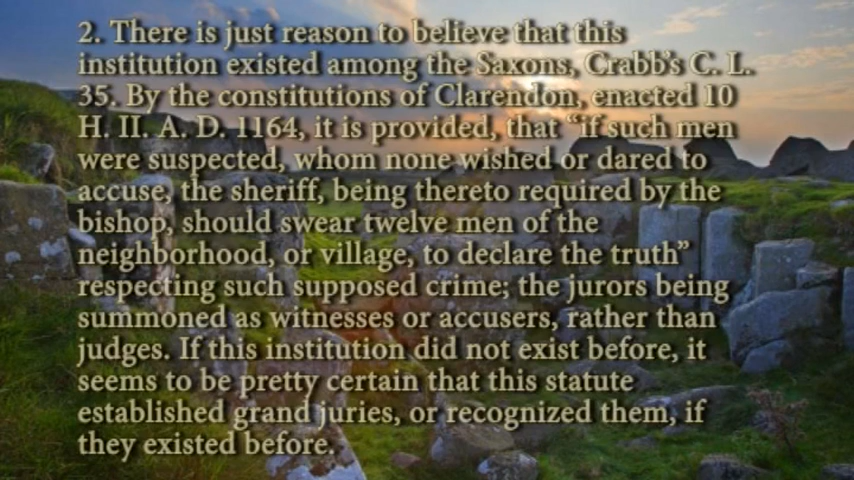 2. There is just reason to believe that this
institution existed among the Saxons, Crabb's C. L.
35. By the constitutions of Clarendon, enacted 10
H. II. A. D. 1164, it is provided, that “if such men
were suspected, whom none wished or dared to
accuse, the sheriff, being thereto required by the
bishop, should swear twelve men of the
neighborhood, or village, to declare the truth”
respecting such supposed crime; the jurors being
summoned as witnesses or accusers, rather than
judges. If this institution did not exist before, it
seems to be pretty certain that this statute
established grand juries, or recognized them, if
they existed before.